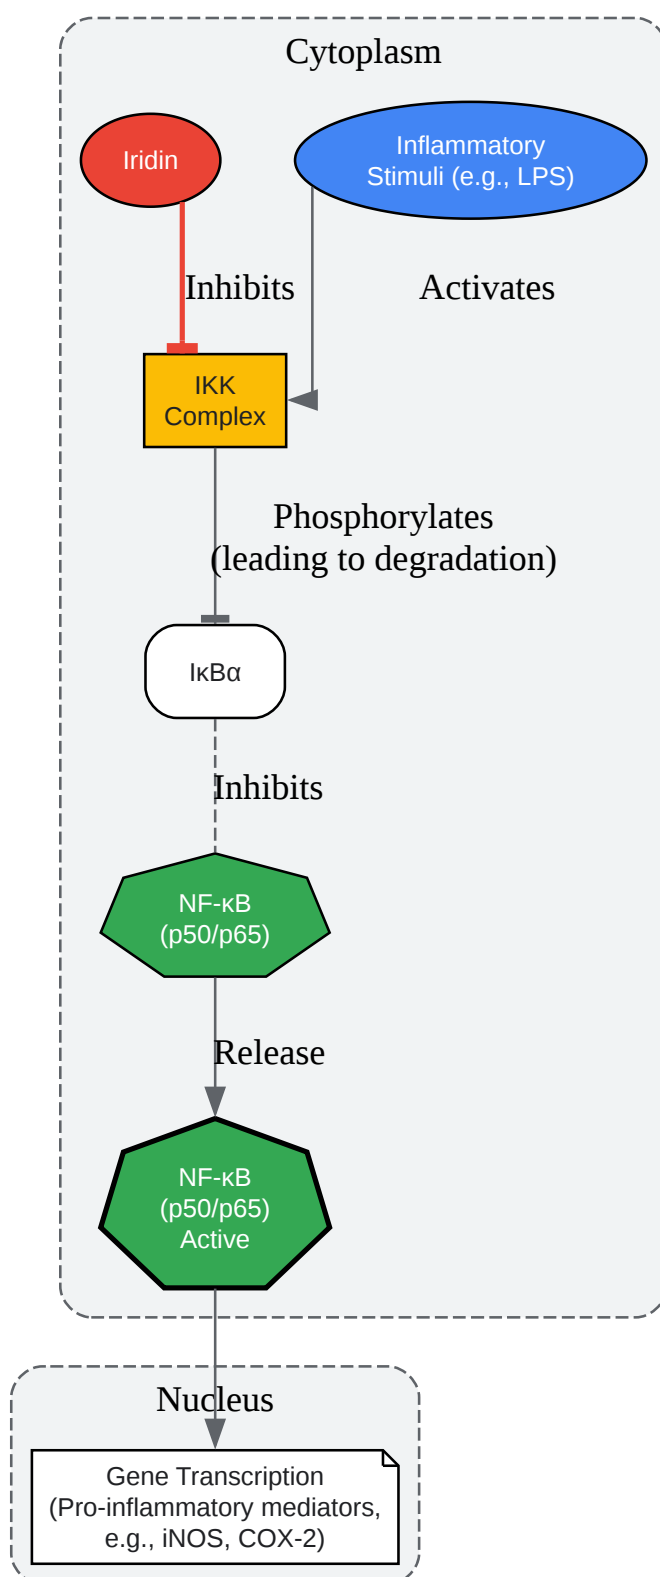 Cytoplasm
Iridin
Inflammatory
Stimuli (e.g., LPS)
Inhibits
Activates
IKK
Complex
Phosphorylates
(leading to degradation)
IκBα
Inhibits
NF-κB
(p50/p65)
Release
NF-κB
(p50/p65)
Active
Nucleus
Gene Transcription
(Pro-inflammatory mediators,
e.g., iNOS, COX-2)